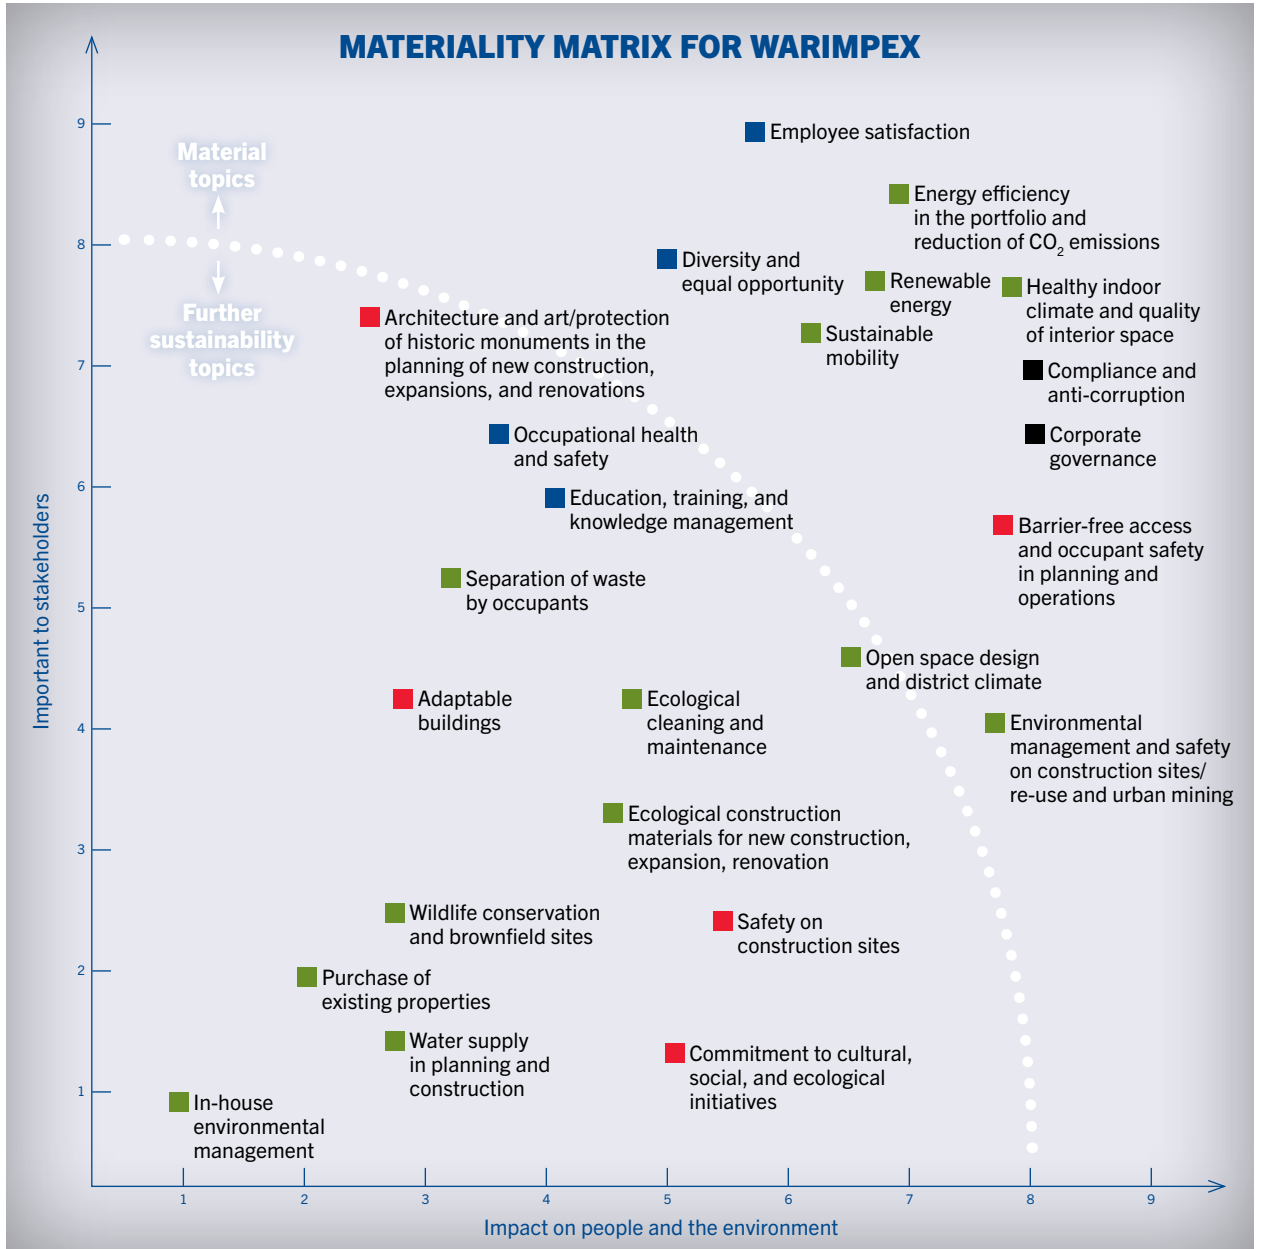 MATERIALITY MATRIX FOR WARIMPEX
Important to stakeholders
9
8
7
6
5
4
3
2
1
Material
topics
Further
sustainability
topics
Employee satisfaction
Energy efficiency
in the portfolio and
reduction of CO2 emissions
Diversity and
equal opportunity
Renewable
energy
Healthy indoor
climate and quality
of interior space
Architecture and art/protection
of historic monuments in the
planning of new construction,
expansions, and renovations
Sustainable
mobility
Compliance and
anti-corruption
Occupational health
and safety
Corporate
governance
Education, training, and
knowledge management
Barrier-free access
and occupant safety
in planning and
operations
Separation of waste
by occupants
Open space design
and district climate
Adaptable
buildings
Ecological
cleaning and
maintenance
Environmental
management and safety
on construction sites/
re-use and urban mining
Ecological construction
materials for new construction,
expansion, renovation
Wildlife conservation
and brownfield sites
Safety on
construction sites
Purchase of
existing properties
Water supply
in planning and
construction
Commitment to cultural,
social, and ecological
initiatives
In-house
environmental
management
1 2 3 4 5 6 7 8 9
Impact on people and the environment